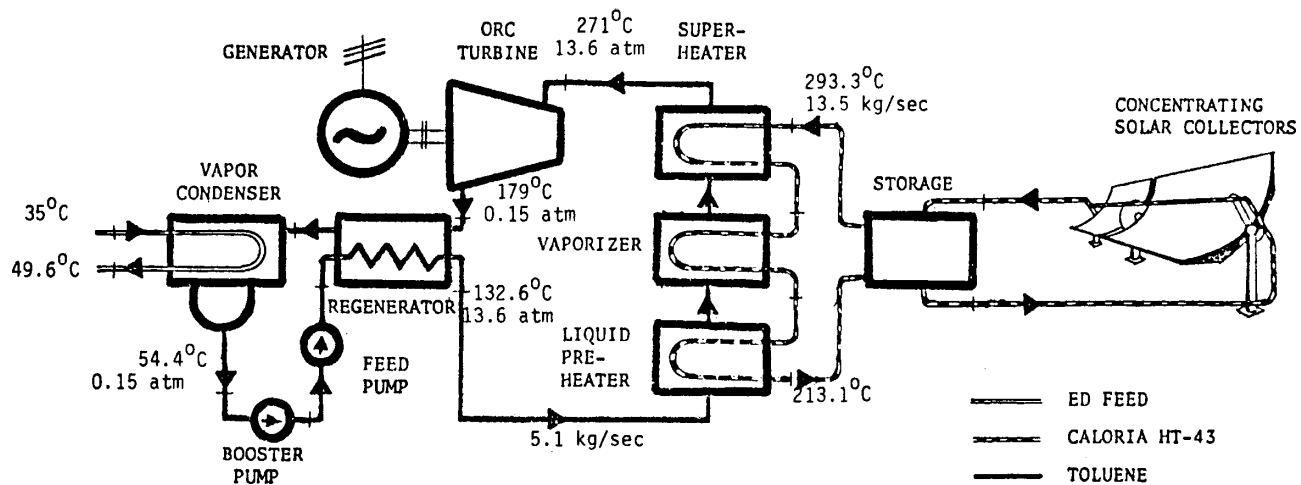 GENERATOR
ORC
TURBINE
271°C
13.6 atm
SUPER-
HEATER
293.3°C
13.5 kg/sec
CONCENTRATING
SOLAR COLLECTORS
VAPOR
CONDENSER
35°C
49.6°C
179°C
0.15 atm
STORAGE
VAPORIZER
REGENERATOR
132.6°C
13.6 atm
54.4°C
0.15 atm
FEED
PUMP
LIQUID
PRE-
HEATER
213.1°C
BOOSTER
PUMP
5.1 kg/sec
ED FEED
CALORIA HT-43
TOLUENE